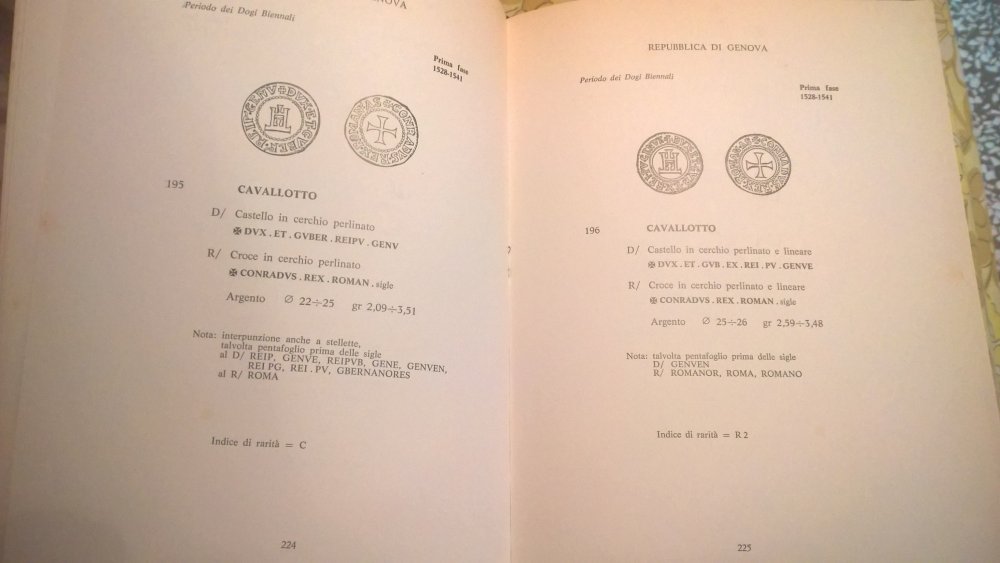 Periodo dei Dogi Biennali
Prima fase
1528-1541
195 CAVALLOTTO
D/ Castello in cerchio perlinato
✠ DVX . ET . GVBER . REIPV . GENV
R/ Croce in cerchio perlinato
✠ CONRADVS . REX . ROMAN . sigle
Argento ∅ 22÷25 gr 2,09÷3,51
Nota: interpunzione anche a stellette,
talvolta pentafoglio prima delle sigle
al D/ REIP, GENVE, REIPVB, GENE, GENVEN,
REI PG, REI . PV, GBERNANORES
al R/ ROMA
Indice di rarità = C
224
REPUBBLICA DI GENOVA
Periodo dei Dogi Biennali
Prima fase
1528-1541
196 CAVALLOTTO
D/ Castello in cerchio perlinato e lineare
✠ DVX . ET . GVB . EX . REI . PV . GENVE
R/ Croce in cerchio perlinato e lineare
✠ CONRADVS . REX . ROMAN . sigle
Argento ∅ 25÷26 gr 2,59÷3,48
Nota: talvolta pentafoglio prima delle sigle
D/ GENVEN
R/ ROMANOR, ROMA, ROMANO
Indice di rarità = R 2
225